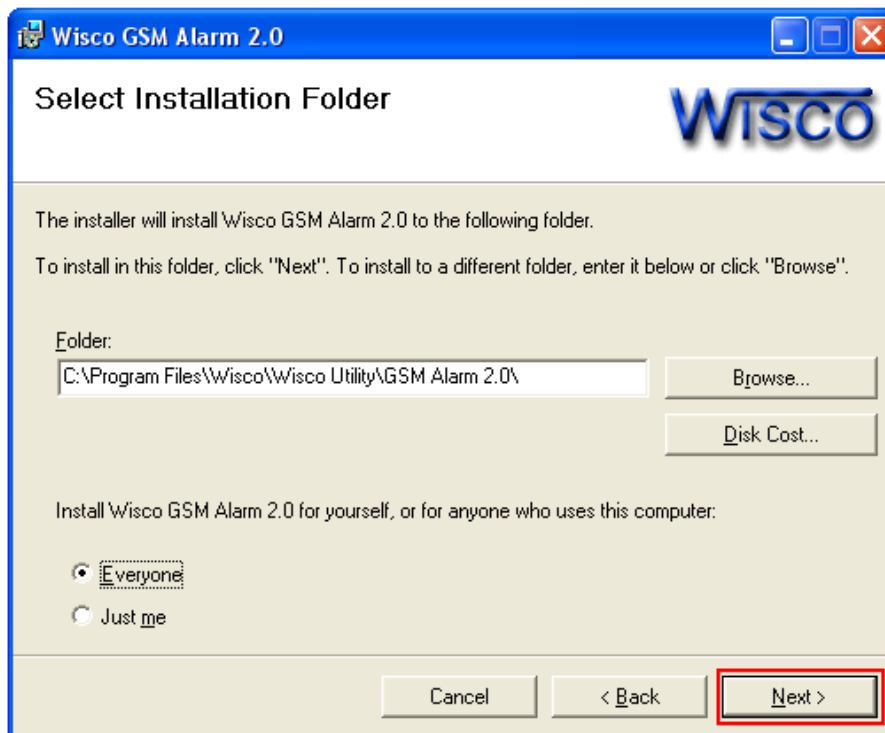 Wisco GSM Alarm 2.0
Select Installation Folder
WISCO
The installer will install Wisco GSM Alarm 2.0 to the following folder.
To install in this folder, click "Next". To install to a different folder, enter it below or click "Browse".
Folder:
C:\Program Files\Wisco\Wisco Utility\GSM Alarm 2.0\
Browse...
Disk Cost...
Install Wisco GSM Alarm 2.0 for yourself, or for anyone who uses this computer:
Everyone
Just me
Cancel
< Back
Next >